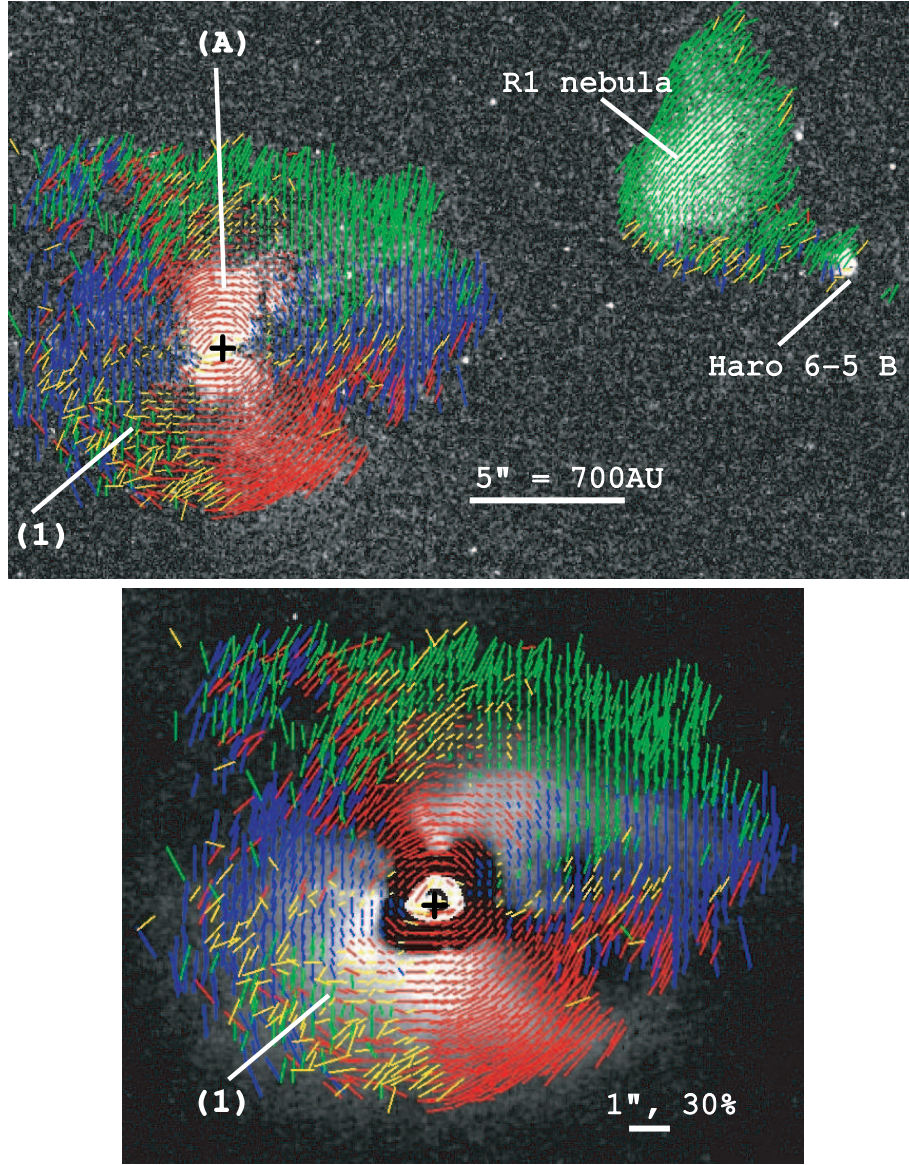 (A)
R1 nebula
Haro 6-5 B
5" = 700AU
(1)
(1)
1", 30%